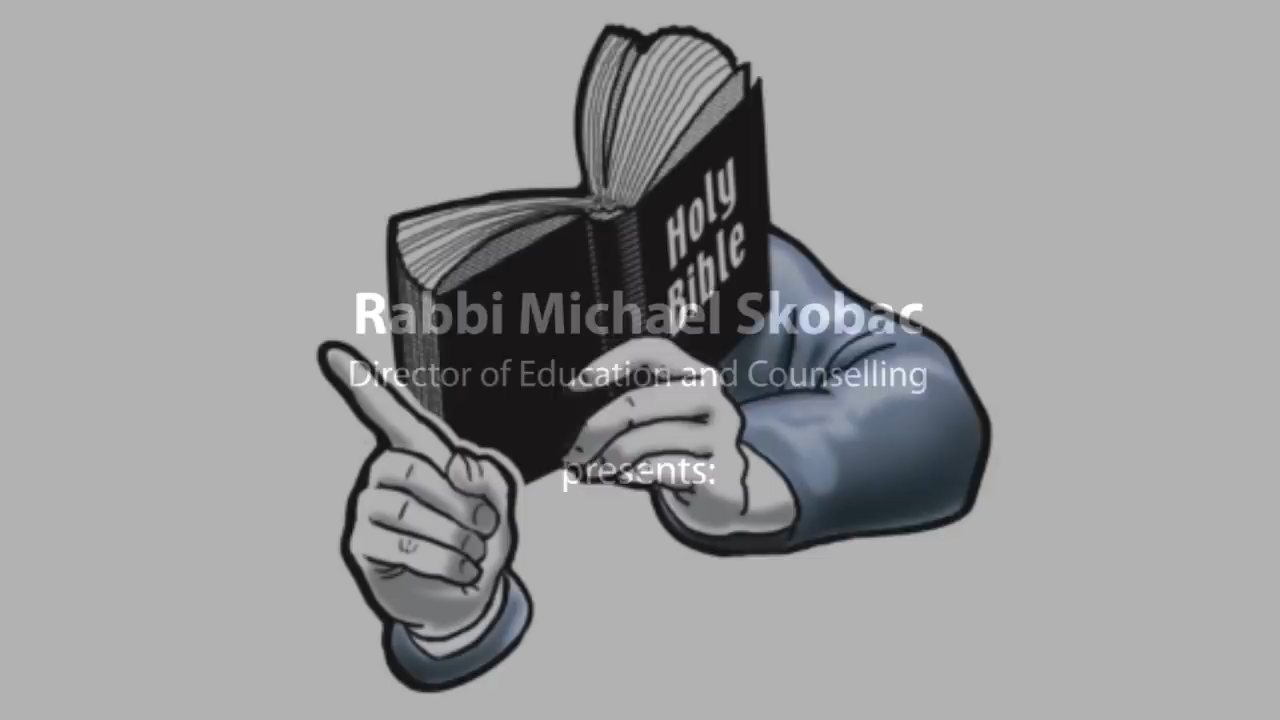 Holy
Bible
Rabbi Michael Skobac
Director of Education and Counselling
presents: